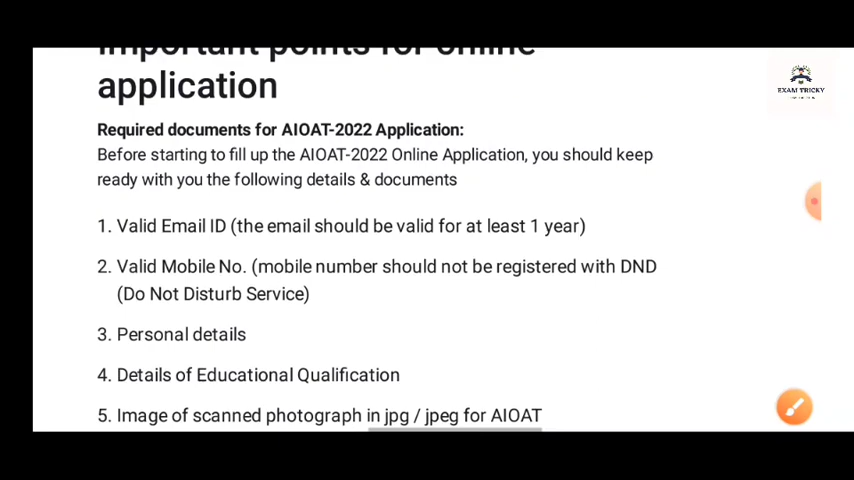 Important points for online
application
EXAM TRICKY
Required documents for AIOAT-2022 Application:
Before starting to fill up the AIOAT-2022 Online Application, you should keep
ready with you the following details & documents
1. Valid Email ID (the email should be valid for at least 1 year)
2. Valid Mobile No. (mobile number should not be registered with DND
(Do Not Disturb Service)
3. Personal details
4. Details of Educational Qualification
5. Image of scanned photograph in jpg / jpeg for AIOAT